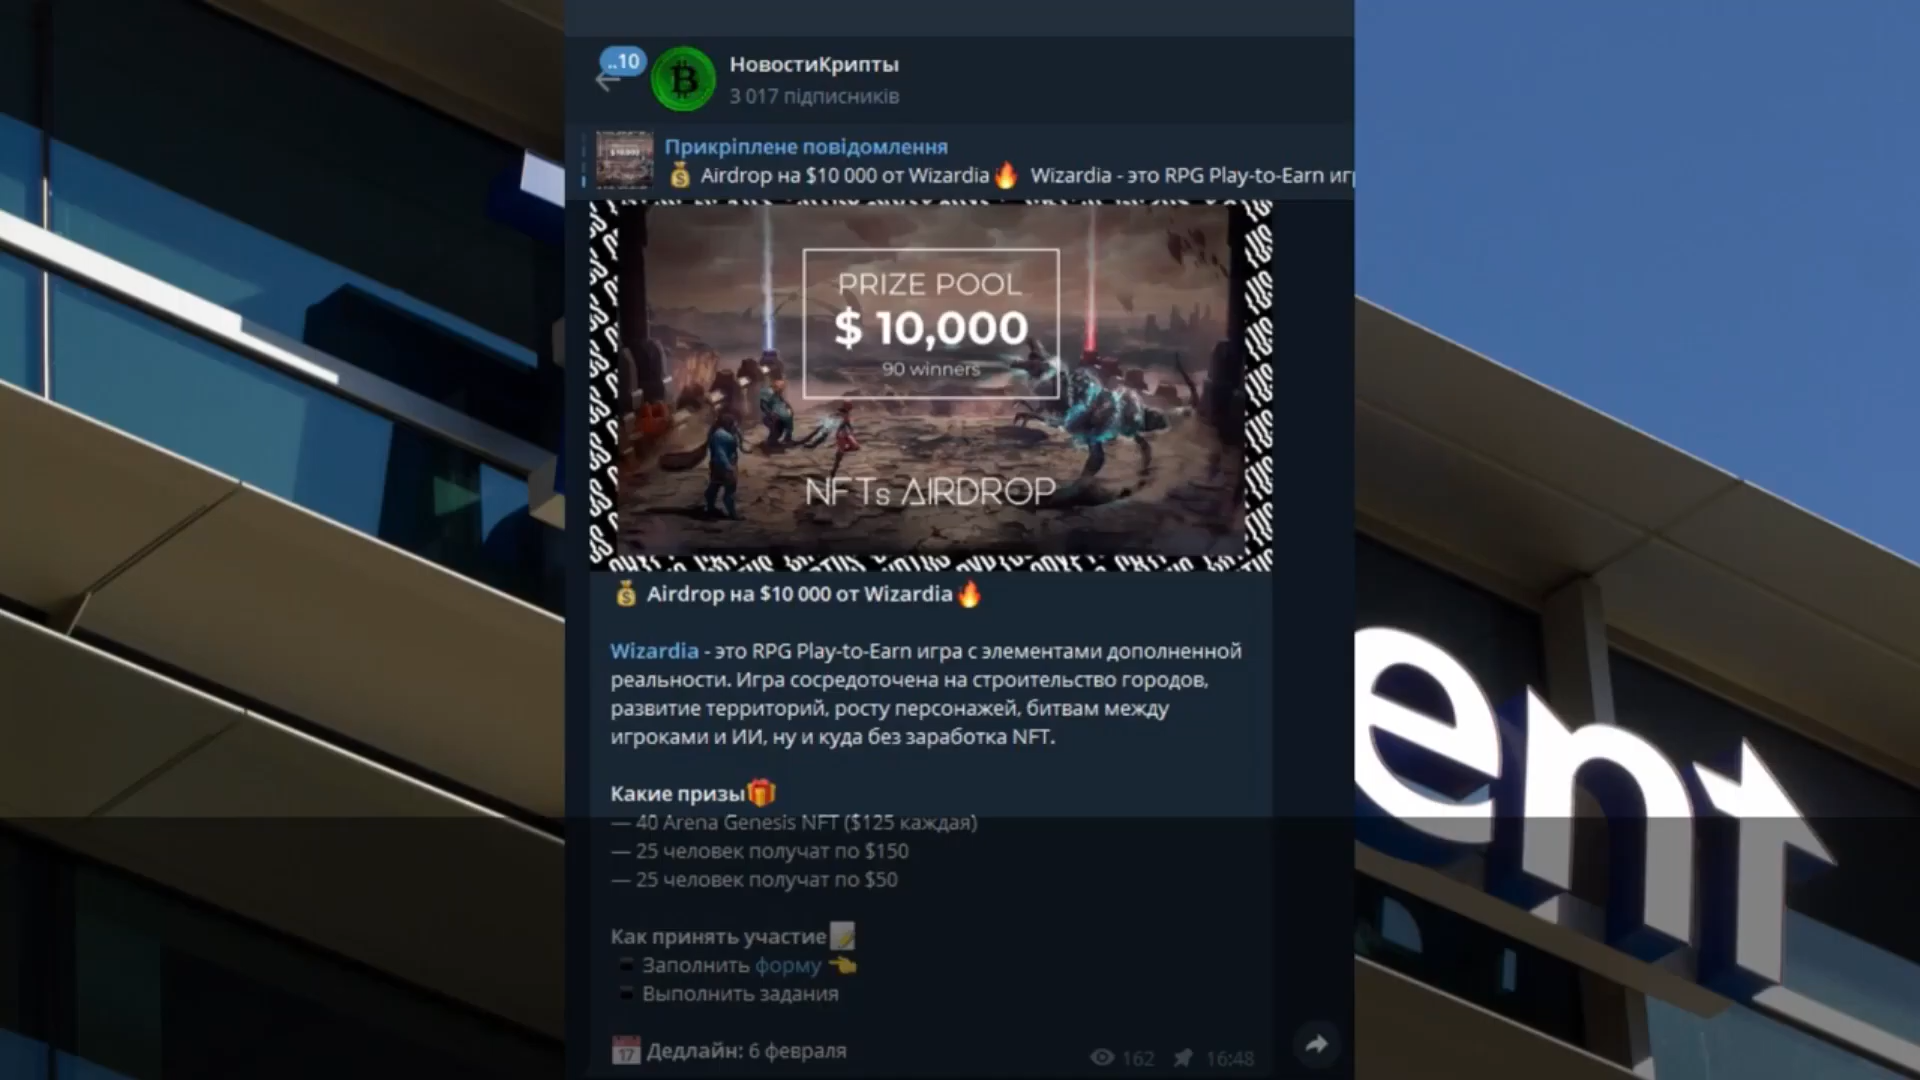 ..10
НовостиКрипты
3 017 підписників
Прикріплене повідомлення
💰 Airdrop на $10 000 от Wizardia🔥 Wizardia - это RPG Play-to-Earn игр
PRIZE POOL
$ 10,000
90 winners
NFTs AIRDROP
💰 Airdrop на $10 000 от Wizardia🔥
Wizardia - это RPG Play-to-Earn игра с элементами дополненной
реальности. Игра сосредоточена на строительство городов,
развитие территорий, росту персонажей, битвам между
игроками и ИИ, ну и куда без заработка NFT.
Какие призы🎁
— 40 Arena Genesis NFT ($125 каждая)
— 25 человек получат по $150
— 25 человек получат по $50
Как принять участие📝
▪️ Заполнить форму 👈
▪️ Выполнить задания
📅 Дедлайн: 6 февраля
162 16:48
ent